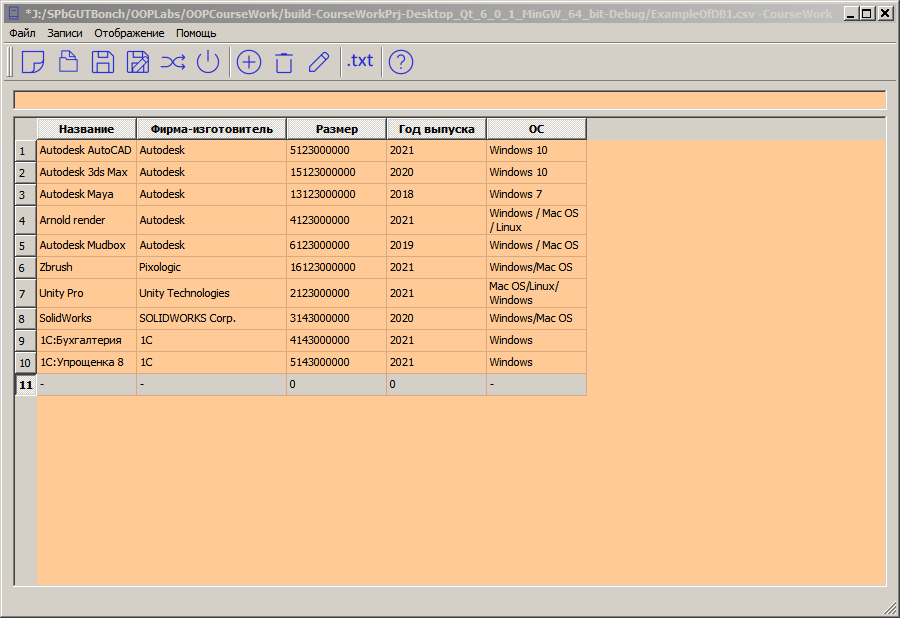 *J:/SPbGUTBonch/OOPLabs/OOPCourseWork/build-CourseWorkPrj-Desktop_Qt_6_0_1_MinGW_64_bit-Debug/ExampleOfDB1.csv -CourseWork
Файл Записи Отображение Помощь
.txt ?
Название Фирма-изготовитель Размер Год выпуска ОС
1 Autodesk AutoCAD Autodesk 5123000000 2021 Windows 10
2 Autodesk 3ds Max Autodesk 15123000000 2020 Windows 10
3 Autodesk Maya Autodesk 13123000000 2018 Windows 7
4 Arnold render Autodesk 4123000000 2021 Windows / Mac OS
/ Linux
5 Autodesk Mudbox Autodesk 6123000000 2019 Windows / Mac OS
6 Zbrush Pixologic 16123000000 2021 Windows/Mac OS
7 Unity Pro Unity Technologies 2123000000 2021 Mac OS/Linux/
Windows
8 SolidWorks SOLIDWORKS Corp. 3143000000 2020 Windows/Mac OS
9 1С:Бухгалтерия 1С 4143000000 2021 Windows
10 1С:Упрощенка 8 1С 5143000000 2021 Windows
11 - - 0 0 -